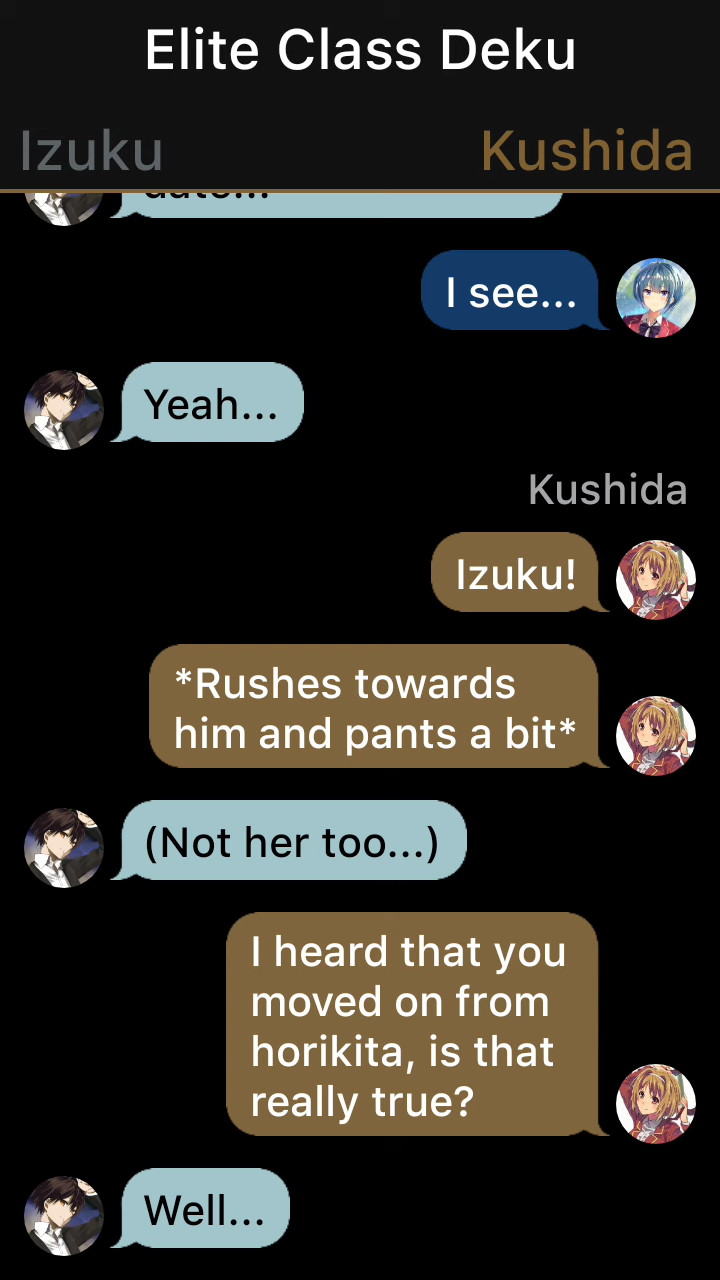 Elite Class Deku
Izuku
Kushida
I see...
Yeah...
Kushida
Izuku!
*Rushes towards
him and pants a bit*
(Not her too...)
I heard that you
moved on from
horikita, is that
really true?
Well...